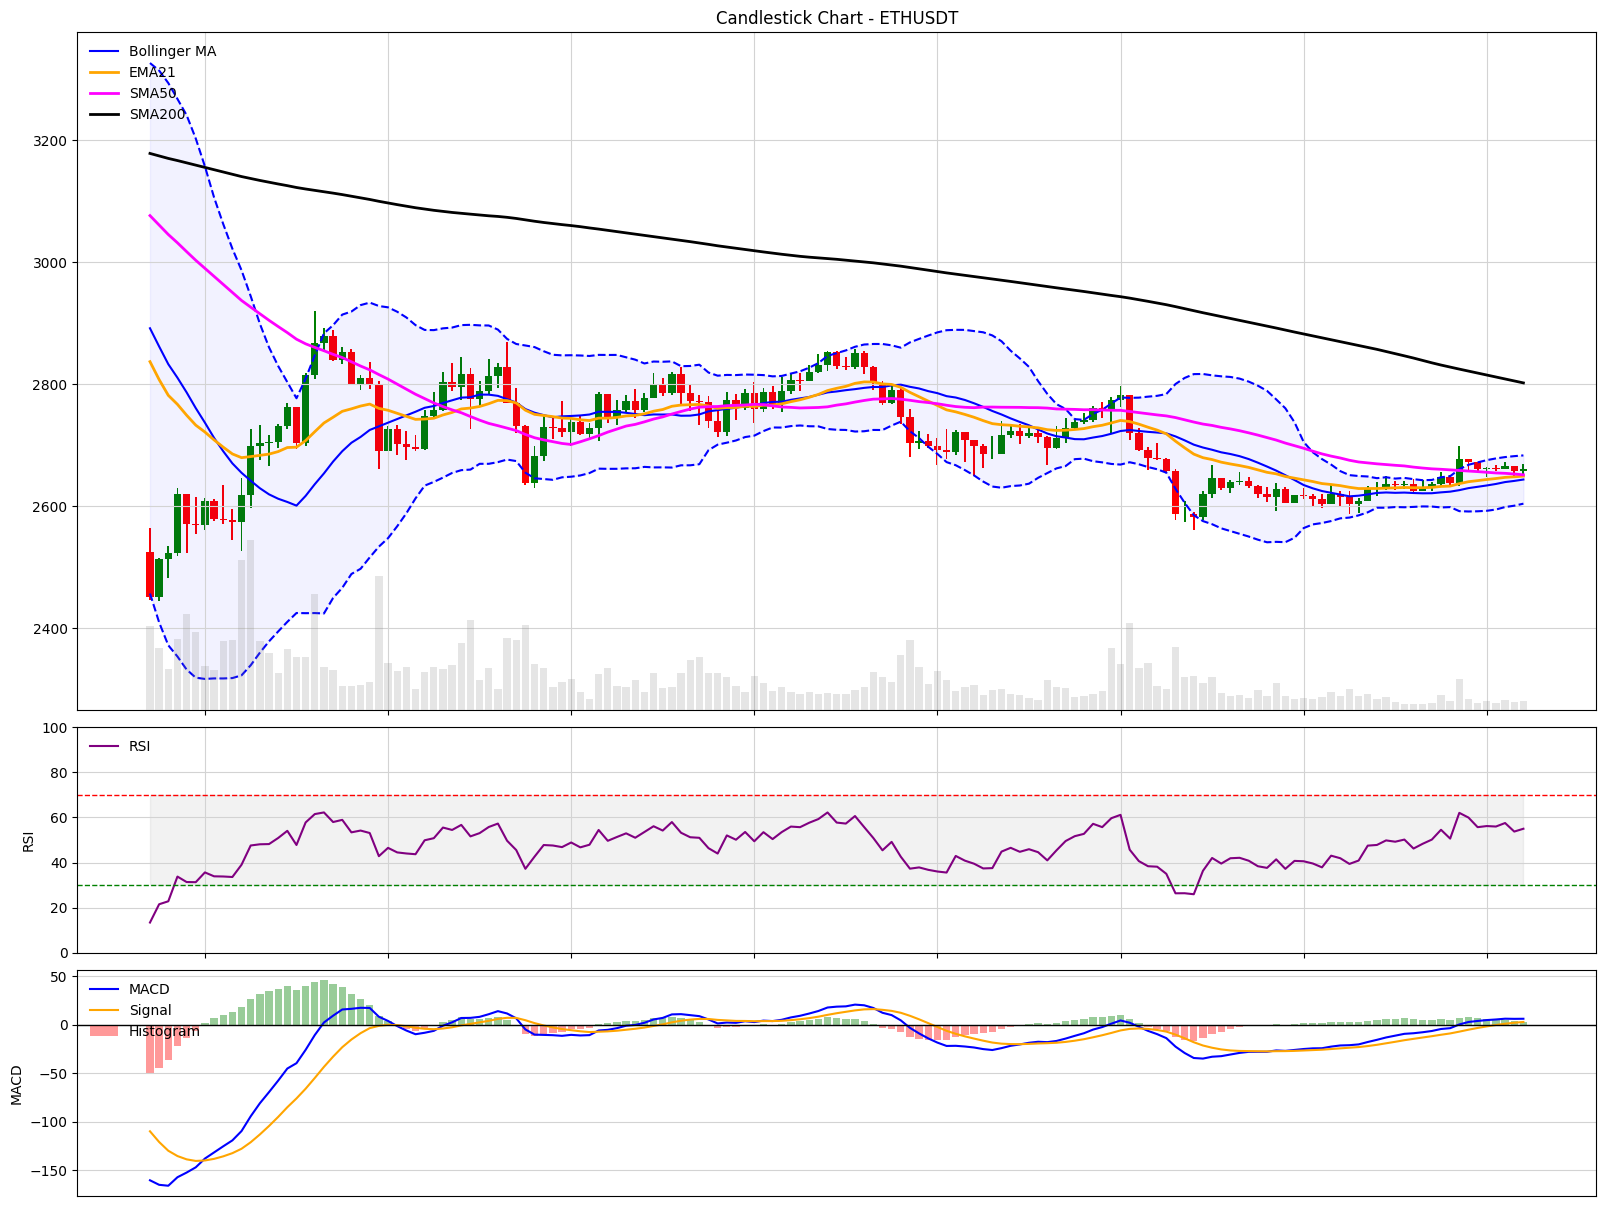 Candlestick Chart - ETHUSDT
Bollinger MA
EMA21
SMA50
SMA200
3200
3000
2800
2600
2400
100
80
60
40
20
0
RSI
RSI
50
0
−50
−100
−150
MACD
MACD
Signal
Histogram